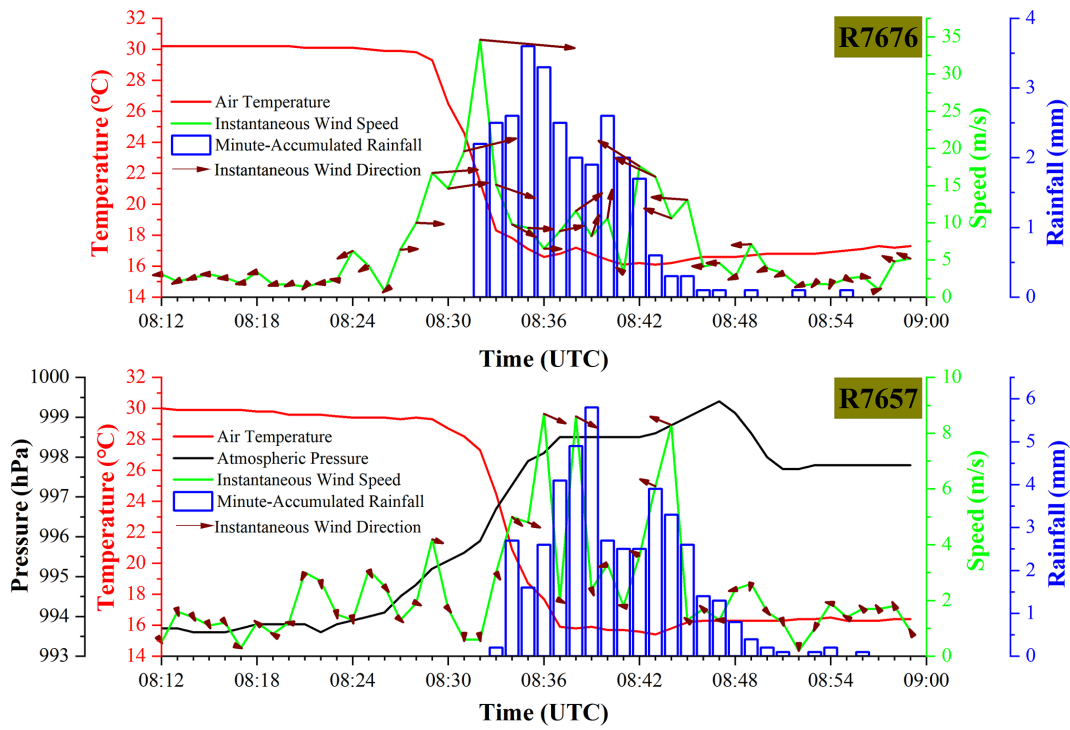 R7676
32
30
28
26
24
22
20
18
16
14
Temperature (°C)
Air Temperature
Instantaneous Wind Speed
Minute-Accumulated Rainfall
Instantaneous Wind Direction
35
30
25
20
15
10
5
0
Speed (m/s)
4
3
2
1
0
Rainfall (mm)
08:12 08:18 08:24 08:30 08:36 08:42 08:48 08:54 09:00
Time (UTC)
R7657
1000
999
998
997
996
995
994
993
Pressure (hPa)
32
30
28
26
24
22
20
18
16
14
Temperature (°C)
Air Temperature
Atmospheric Pressure
Instantaneous Wind Speed
Minute-Accumulated Rainfall
Instantaneous Wind Direction
10
8
6
4
2
0
Speed (m/s)
6
5
4
3
2
1
0
Rainfall (mm)
08:12 08:18 08:24 08:30 08:36 08:42 08:48 08:54 09:00
Time (UTC)